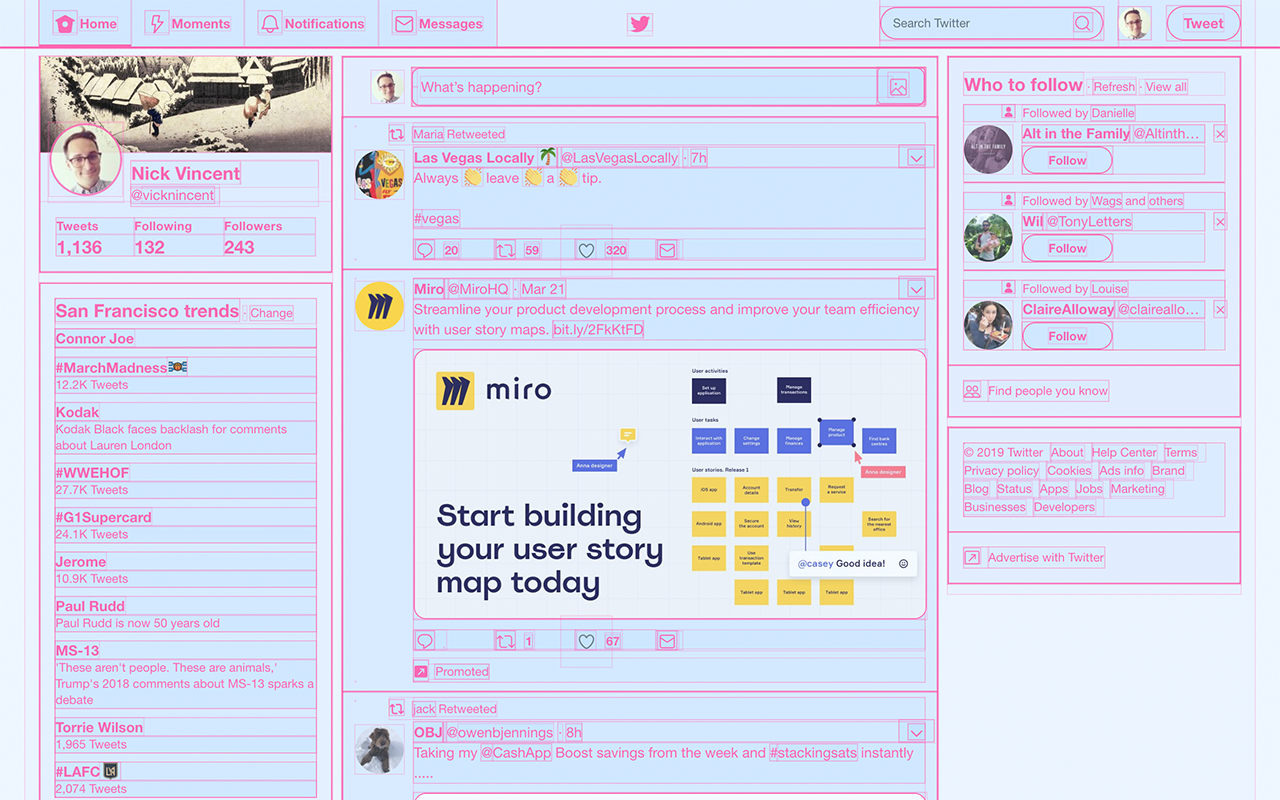 Home
Moments
Notifications
Messages
Search Twitter
Tweet
Nick Vincent
@vicknincent
Tweets Following Followers
1,136 132 243
San Francisco trends · Change
Connor Joe
#MarchMadness
12.2K Tweets
Kodak
Kodak Black faces backlash for comments
about Lauren London
#WWEHOF
27.7K Tweets
#G1Supercard
24.1K Tweets
Jerome
10.9K Tweets
Paul Rudd
Paul Rudd is now 50 years old
MS-13
'These aren't people. These are animals,'
Trump's 2018 comments about MS-13 sparks a
debate
Torrie Wilson
1,965 Tweets
#LAFC
2,074 Tweets
What's happening?
Maria Retweeted
Las Vegas Locally 🌴 @LasVegasLocally · 7h
Always 👏 leave 👏 a 👏 tip.
#vegas
20 59 320
Miro @MiroHQ · Mar 21
Streamline your product development process and improve your team efficiency
with user story maps. bit.ly/2FkKtFD
miro
Start building
your user story
map today
User activities
Set up
application
Manage
transactions
User tasks
Interact with
application
Change
settings
Manage
finances
Manage
product
Find bank
centres
Anna designer
Anna designer
User stories. Release 1
iOS app
Account
details
Transfer
Request
a service
Android app
Secure
the account
View
history
Search for
the nearest
office
Tablet app
Use
transaction
template
@casey Good idea!
Tablet app
Tablet app
Tablet app
1 67
Promoted
jack Retweeted
OBJ @owenbjennings · 8h
Taking my @CashApp Boost savings from the week and #stackingsats instantly
.....
Who to follow · Refresh · View all
Followed by Danielle
Alt in the Family @Altinth...
Follow
ALT IN THE FAMILY
Followed by Wags and others
Wil @TonyLetters
Follow
Followed by Louise
ClaireAlloway @claireallo...
Follow
Find people you know
© 2019 Twitter About Help Center Terms
Privacy policy Cookies Ads info Brand
Blog Status Apps Jobs Marketing
Businesses Developers
Advertise with Twitter